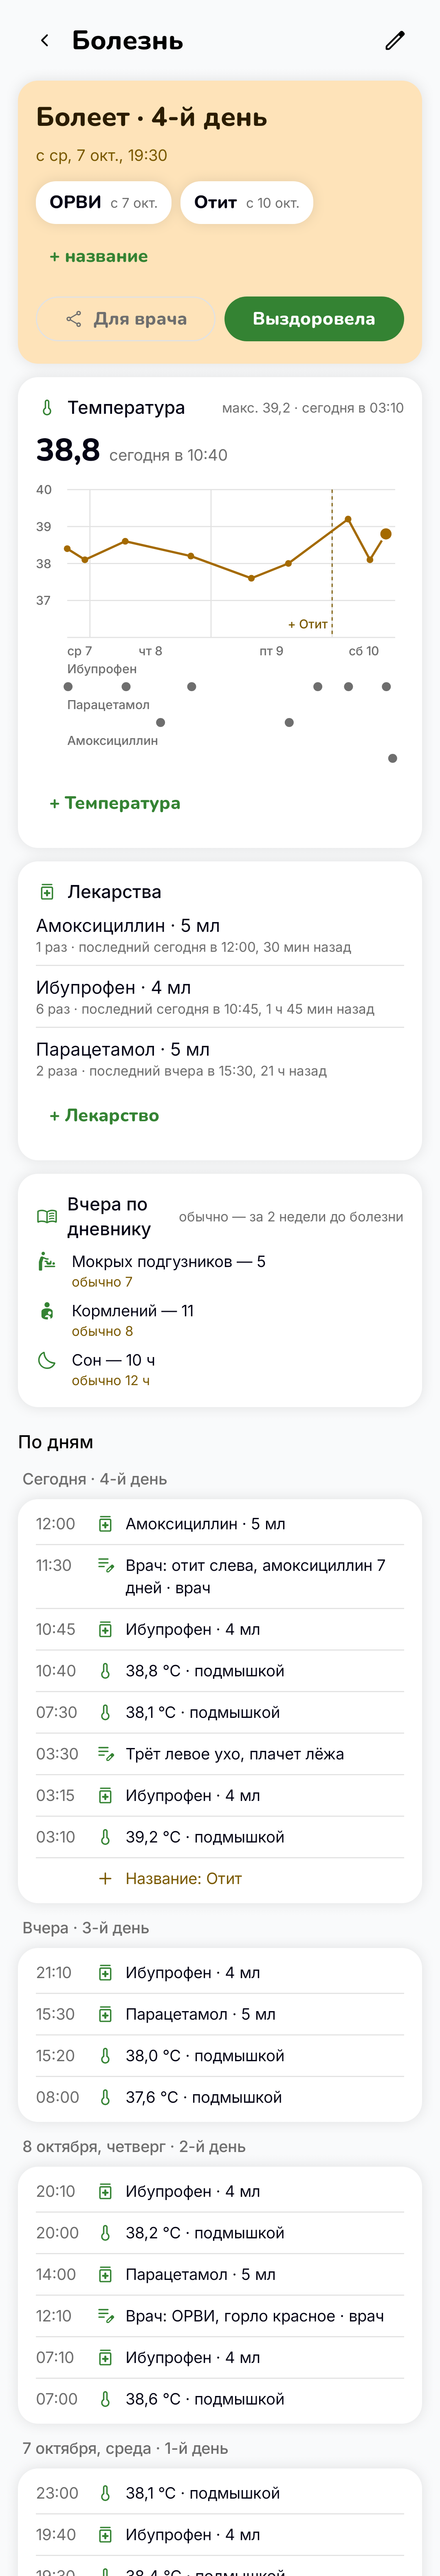 Болезнь
Болеет · 4-й день
с ср, 7 окт., 19:30
ОРВИ с 7 окт. Отит с 10 окт.
+ название
Для врача Выздоровела
Температура макс. 39,2 · сегодня в 03:10
38,8 сегодня в 10:40
40
39
38
37
+ Отит
ср 7 чт 8 пт 9 сб 10
Ибупрофен
Парацетамол
Амоксициллин
+ Температура
Лекарства
Амоксициллин · 5 мл
1 раз · последний сегодня в 12:00, 30 мин назад
Ибупрофен · 4 мл
6 раз · последний сегодня в 10:45, 1 ч 45 мин назад
Парацетамол · 5 мл
2 раза · последний вчера в 15:30, 21 ч назад
+ Лекарство
Вчера по
дневнику
обычно — за 2 недели до болезни
Мокрых подгузников — 5
обычно 7
Кормлений — 11
обычно 8
Сон — 10 ч
обычно 12 ч
По дням
Сегодня · 4-й день
12:00 Амоксициллин · 5 мл
11:30 Врач: отит слева, амоксициллин 7
дней · врач
10:45 Ибупрофен · 4 мл
10:40 38,8 °C · подмышкой
07:30 38,1 °C · подмышкой
03:30 Трёт левое ухо, плачет лёжа
03:15 Ибупрофен · 4 мл
03:10 39,2 °C · подмышкой
+ Название: Отит
Вчера · 3-й день
21:10 Ибупрофен · 4 мл
15:30 Парацетамол · 5 мл
15:20 38,0 °C · подмышкой
08:00 37,6 °C · подмышкой
8 октября, четверг · 2-й день
20:10 Ибупрофен · 4 мл
20:00 38,2 °C · подмышкой
14:00 Парацетамол · 5 мл
12:10 Врач: ОРВИ, горло красное · врач
07:10 Ибупрофен · 4 мл
07:00 38,6 °C · подмышкой
7 октября, среда · 1-й день
23:00 38,1 °C · подмышкой
19:40 Ибупрофен · 4 мл
19:30 38,4 °C · подмышкой